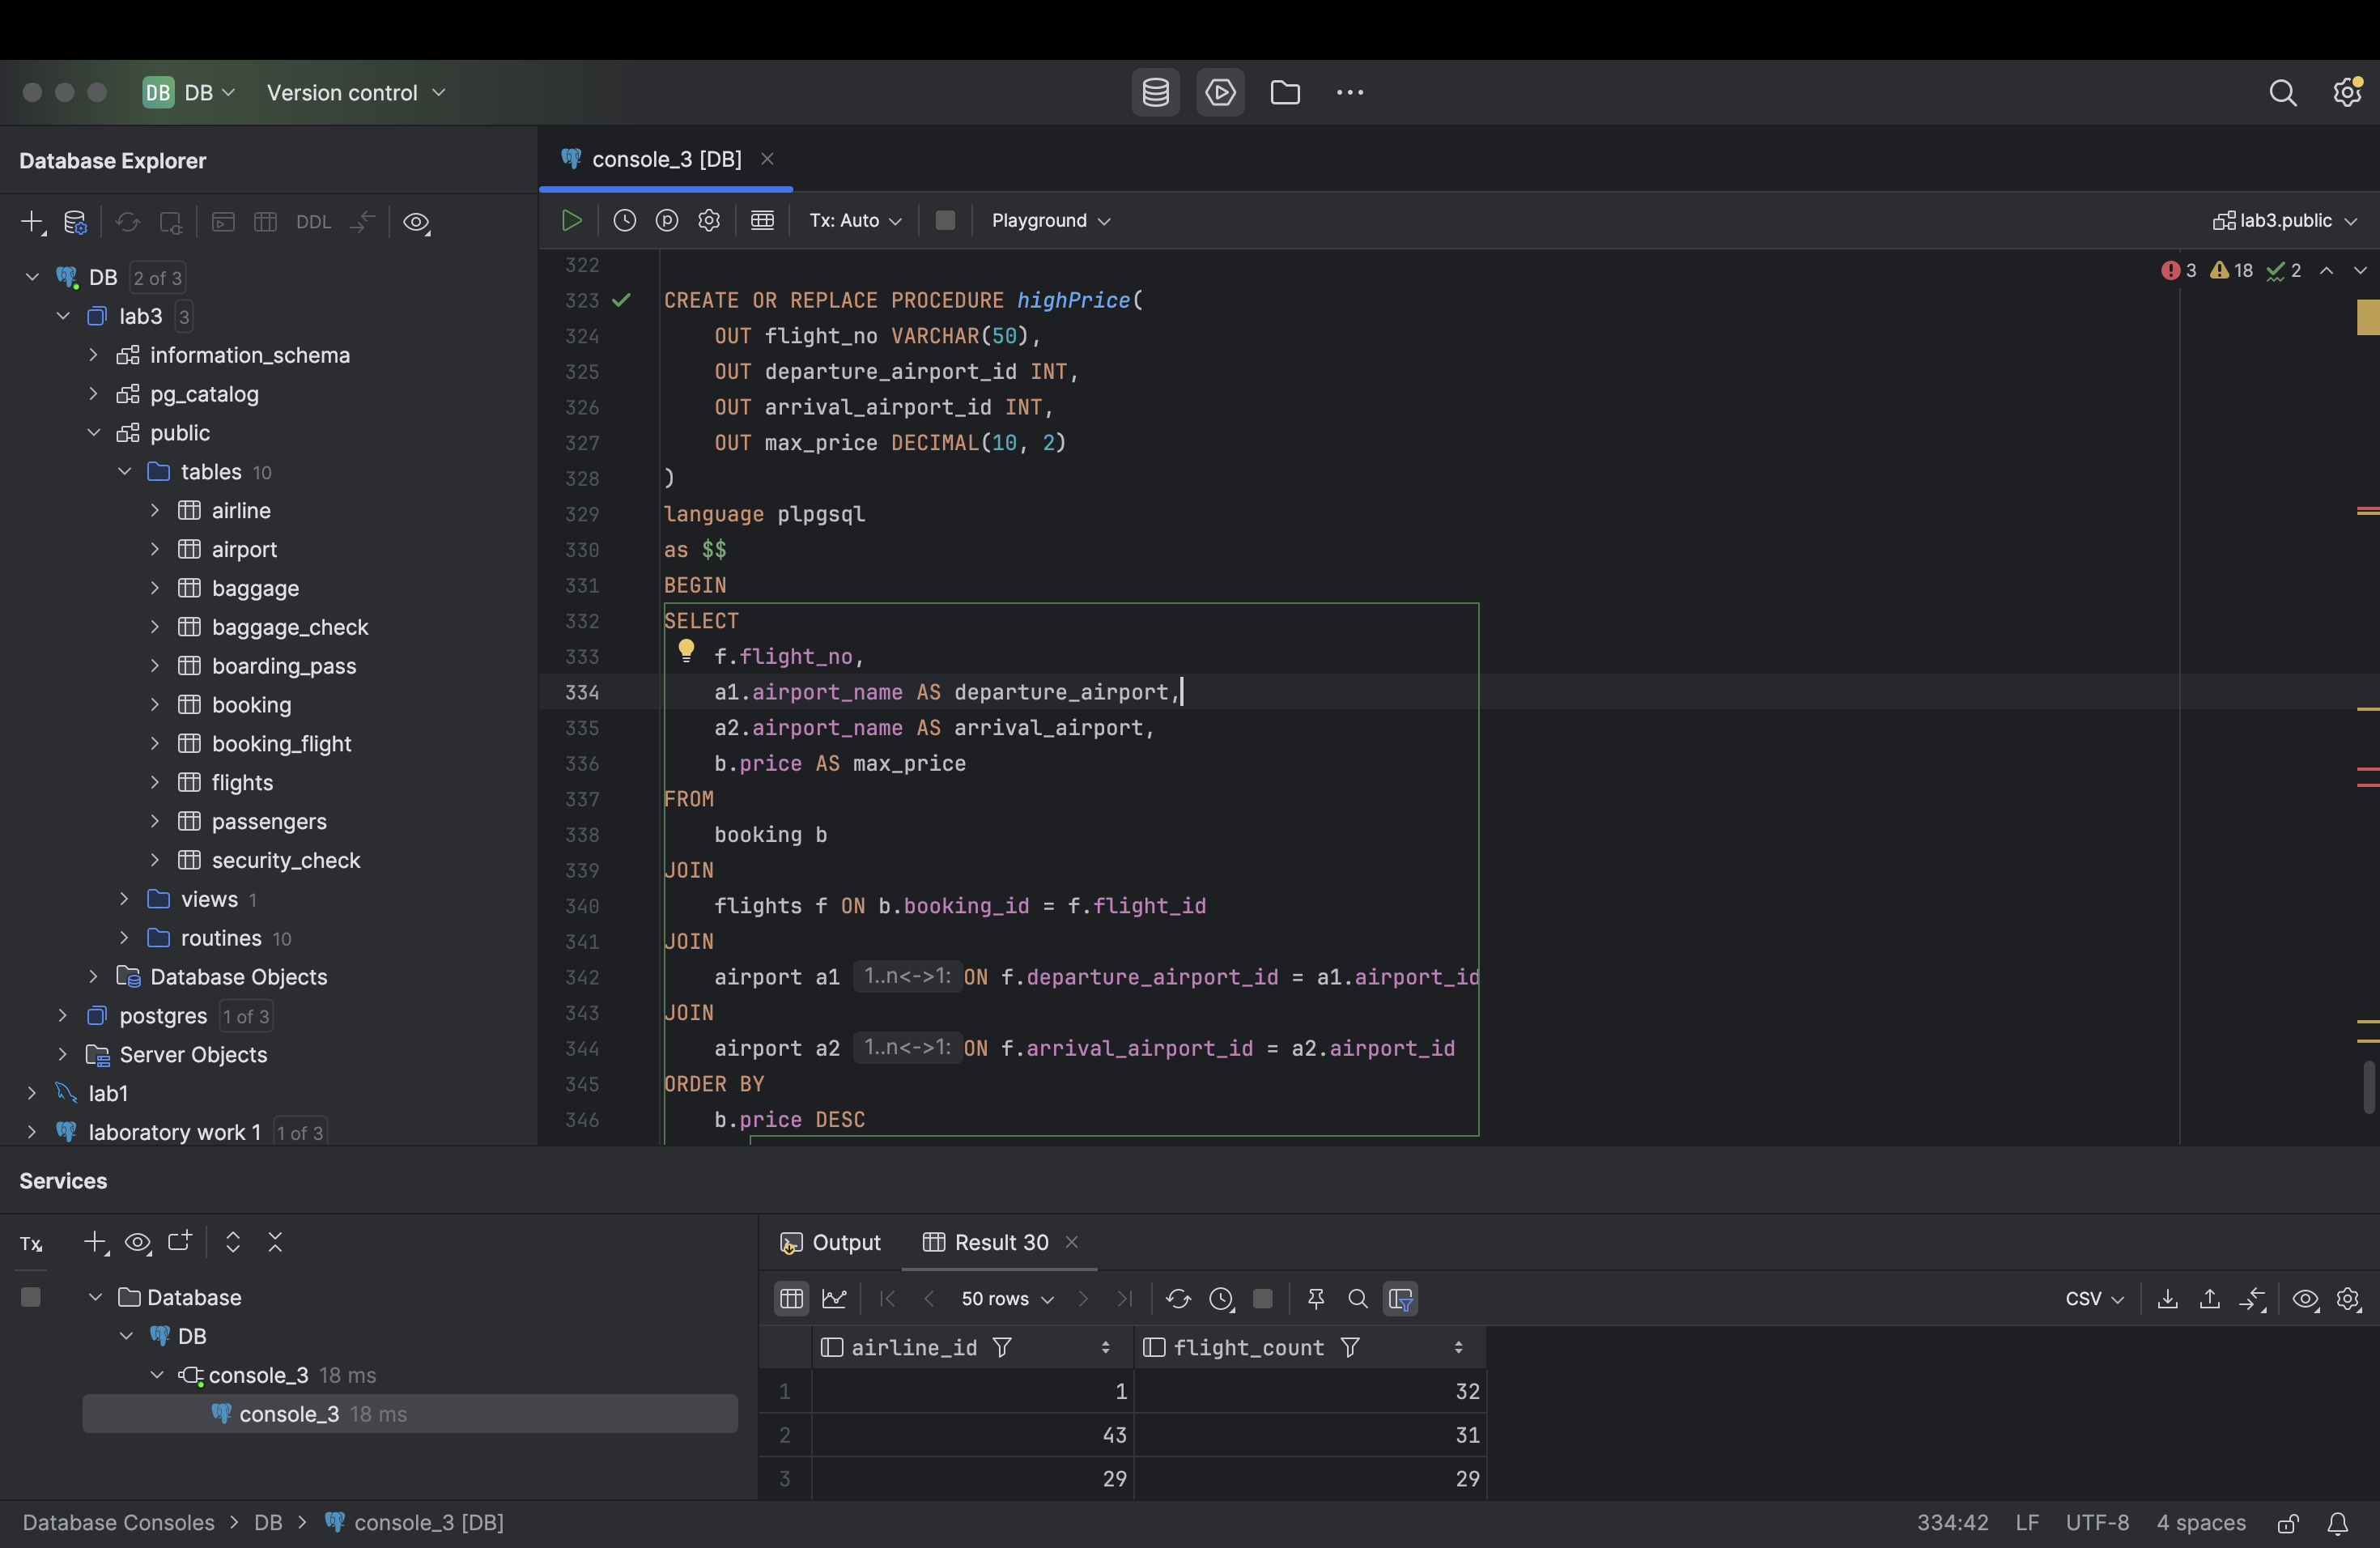 DB DB Version control
Database Explorer
console_3 [DB]
DDL
Tx: Auto Playground lab3.public
DB 2 of 3
lab3 3
information_schema
pg_catalog
public
tables 10
airline
airport
baggage
baggage_check
boarding_pass
booking
booking_flight
flights
passengers
security_check
views 1
routines 10
Database Objects
postgres 1 of 3
Server Objects
lab1
laboratory work 1 1 of 3
3 18 2
322
323 CREATE OR REPLACE PROCEDURE highPrice(
324 OUT flight_no VARCHAR(50),
325 OUT departure_airport_id INT,
326 OUT arrival_airport_id INT,
327 OUT max_price DECIMAL(10, 2)
328 )
329 language plpgsql
330 as $$
331 BEGIN
332 SELECT
333 f.flight_no,
334 a1.airport_name AS departure_airport,
335 a2.airport_name AS arrival_airport,
336 b.price AS max_price
337 FROM
338 booking b
339 JOIN
340 flights f ON b.booking_id = f.flight_id
341 JOIN
342 airport a1 1..n<->1: ON f.departure_airport_id = a1.airport_id
343 JOIN
344 airport a2 1..n<->1: ON f.arrival_airport_id = a2.airport_id
345 ORDER BY
346 b.price DESC
Services
Tx
Database
DB
console_3 18 ms
console_3 18 ms
Output Result 30
50 rows CSV
airline_id flight_count
1 1 32
2 43 31
3 29 29
Database Consoles > DB > console_3 [DB]
334:42 LF UTF-8 4 spaces